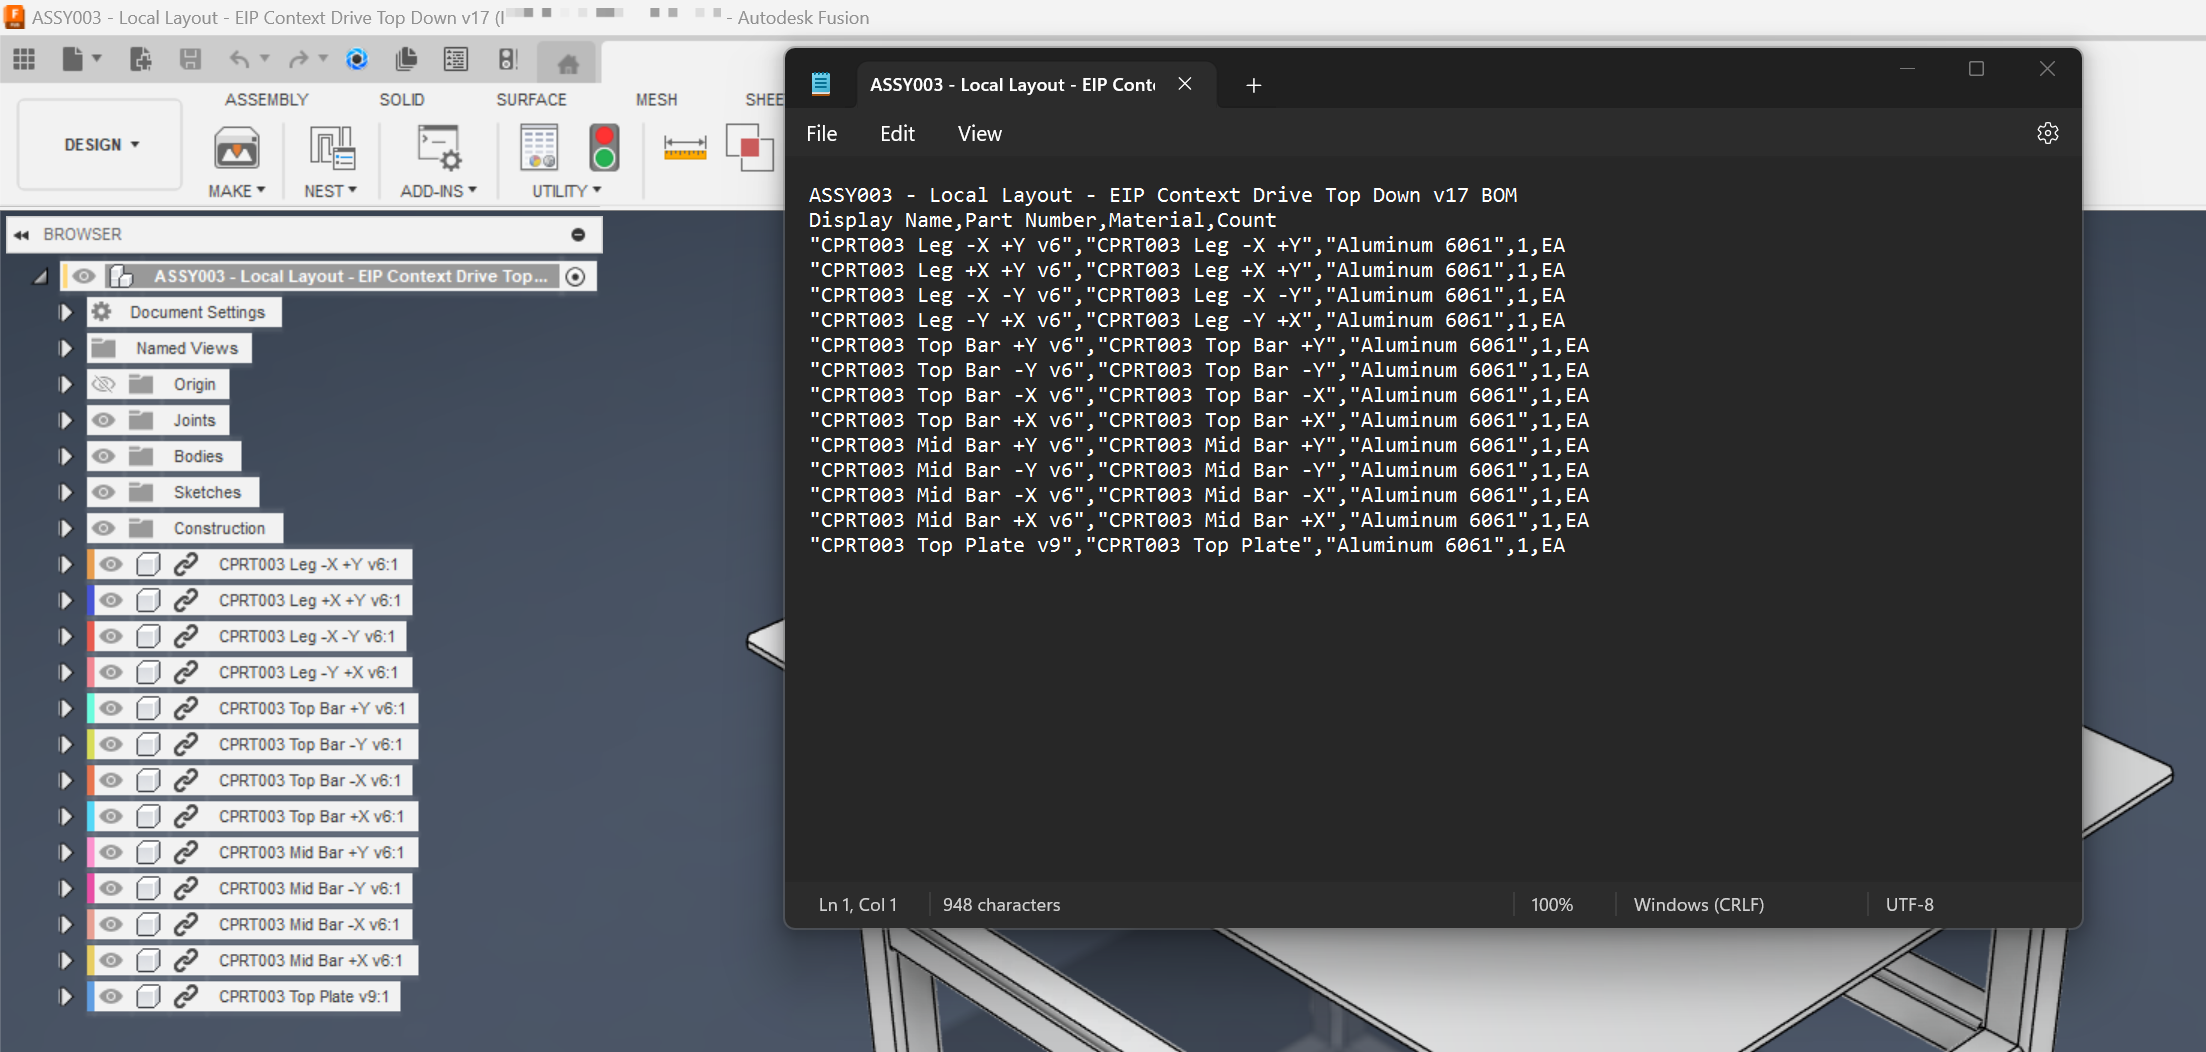 ASSY003 - Local Layout - EIP Context Drive Top Down v17 (
- Autodesk Fusion
ASSEMBLY
SOLID
SURFACE
MESH
SHEE
DESIGN
MAKE
NEST
ADD-INS
UTILITY
BROWSER
ASSY003 - Local Layout - EIP Context Drive Top...
Document Settings
Named Views
Origin
Joints
Bodies
Sketches
Construction
CPRT003 Leg -X +Y v6:1
CPRT003 Leg +X +Y v6:1
CPRT003 Leg -X -Y v6:1
CPRT003 Leg -Y +X v6:1
CPRT003 Top Bar +Y v6:1
CPRT003 Top Bar -Y v6:1
CPRT003 Top Bar -X v6:1
CPRT003 Top Bar +X v6:1
CPRT003 Mid Bar +Y v6:1
CPRT003 Mid Bar -Y v6:1
CPRT003 Mid Bar -X v6:1
CPRT003 Mid Bar +X v6:1
CPRT003 Top Plate v9:1
ASSY003 - Local Layout - EIP Cont
File Edit View
ASSY003 - Local Layout - EIP Context Drive Top Down v17 BOM
Display Name,Part Number,Material,Count
"CPRT003 Leg -X +Y v6","CPRT003 Leg -X +Y","Aluminum 6061",1,EA
"CPRT003 Leg +X +Y v6","CPRT003 Leg +X +Y","Aluminum 6061",1,EA
"CPRT003 Leg -X -Y v6","CPRT003 Leg -X -Y","Aluminum 6061",1,EA
"CPRT003 Leg -Y +X v6","CPRT003 Leg -Y +X","Aluminum 6061",1,EA
"CPRT003 Top Bar +Y v6","CPRT003 Top Bar +Y","Aluminum 6061",1,EA
"CPRT003 Top Bar -Y v6","CPRT003 Top Bar -Y","Aluminum 6061",1,EA
"CPRT003 Top Bar -X v6","CPRT003 Top Bar -X","Aluminum 6061",1,EA
"CPRT003 Top Bar +X v6","CPRT003 Top Bar +X","Aluminum 6061",1,EA
"CPRT003 Mid Bar +Y v6","CPRT003 Mid Bar +Y","Aluminum 6061",1,EA
"CPRT003 Mid Bar -Y v6","CPRT003 Mid Bar -Y","Aluminum 6061",1,EA
"CPRT003 Mid Bar -X v6","CPRT003 Mid Bar -X","Aluminum 6061",1,EA
"CPRT003 Mid Bar +X v6","CPRT003 Mid Bar +X","Aluminum 6061",1,EA
"CPRT003 Top Plate v9","CPRT003 Top Plate","Aluminum 6061",1,EA
Ln 1, Col 1
948 characters
100%
Windows (CRLF)
UTF-8